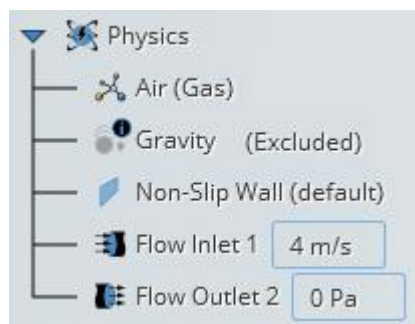 Physics
Air (Gas)
Gravity (Excluded)
Non-Slip Wall (default)
Flow Inlet 1 4 m/s
Flow Outlet 2 0 Pa